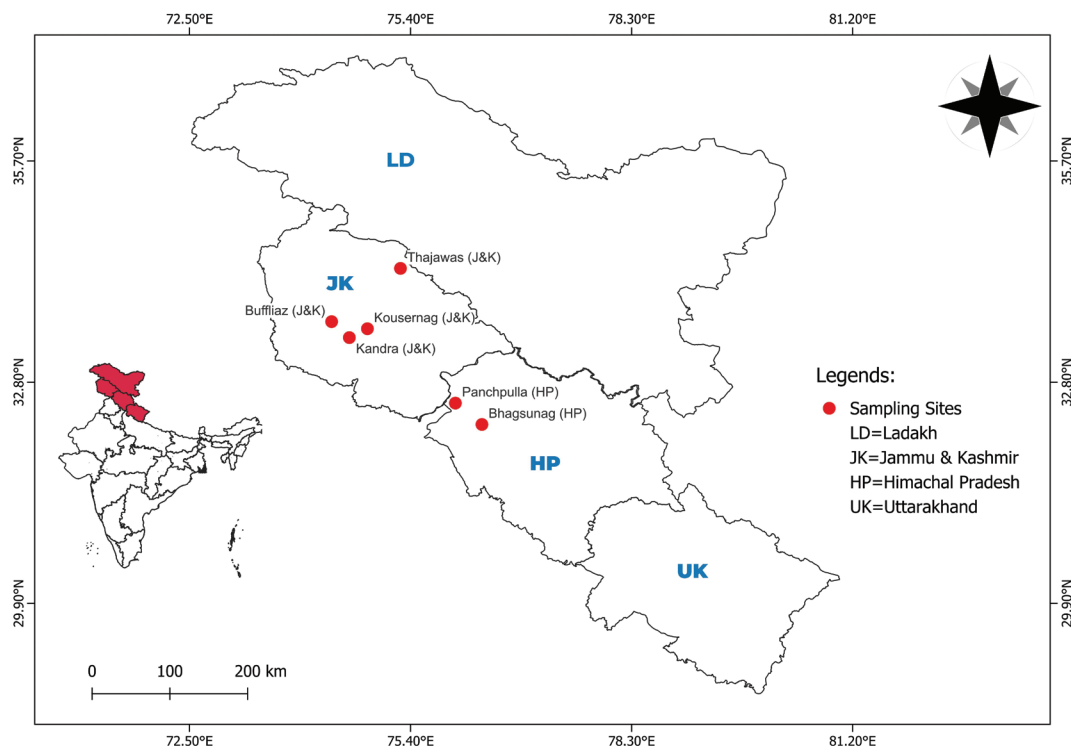 72.50°E 75.40°E 78.30°E 81.20°E
35.70°N 35.70°N
LD
Thajawas (J&K)
JK
Buffliaz (J&K)
Kousernag (J&K)
Kandra (J&K)
32.80°N 32.80°N
Panchpulla (HP)
Bhagsunag (HP)
HP
Legends:
Sampling Sites
LD=Ladakh
JK=Jammu & Kashmir
HP=Himachal Pradesh
UK=Uttarakhand
UK
29.90°N 29.90°N
0 100 200 km
72.50°E 75.40°E 78.30°E 81.20°E